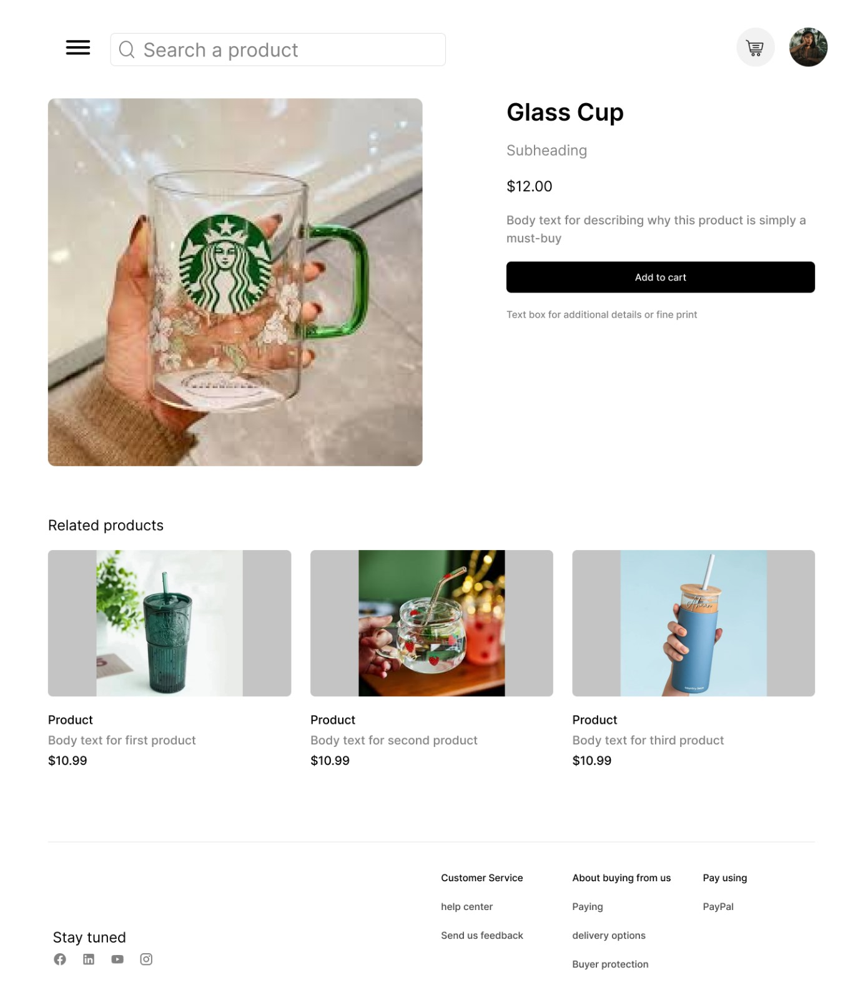 Search a product
Glass Cup
Subheading
$12.00
Body text for describing why this product is simply a
must-buy
Add to cart
Text box for additional details or fine print
Related products
Product
Body text for first product
$10.99
Product
Body text for second product
$10.99
Product
Body text for third product
$10.99
Customer Service
help center
Send us feedback
About buying from us
Paying
delivery options
Buyer protection
Pay using
PayPal
Stay tuned